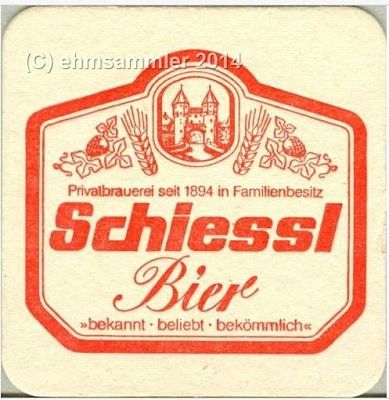 (C) ehmsammler 2014
Privatbrauerei seit 1894 in Familienbesitz
Schiessl
Bier
»bekannt · beliebt · bekömmlich«